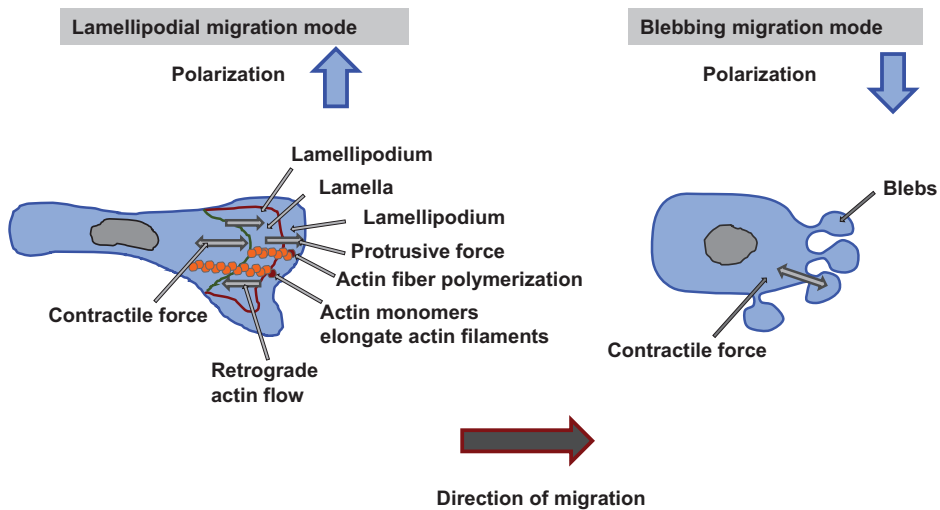 Lamellipodial migration mode
Polarization
Lamellipodium
Lamella
Lamellipodium
Protrusive force
Actin fiber polymerization
Actin monomers
elongate actin filaments
Contractile force
Retrograde
actin flow
Blebbing migration mode
Polarization
Blebs
Contractile force
Direction of migration